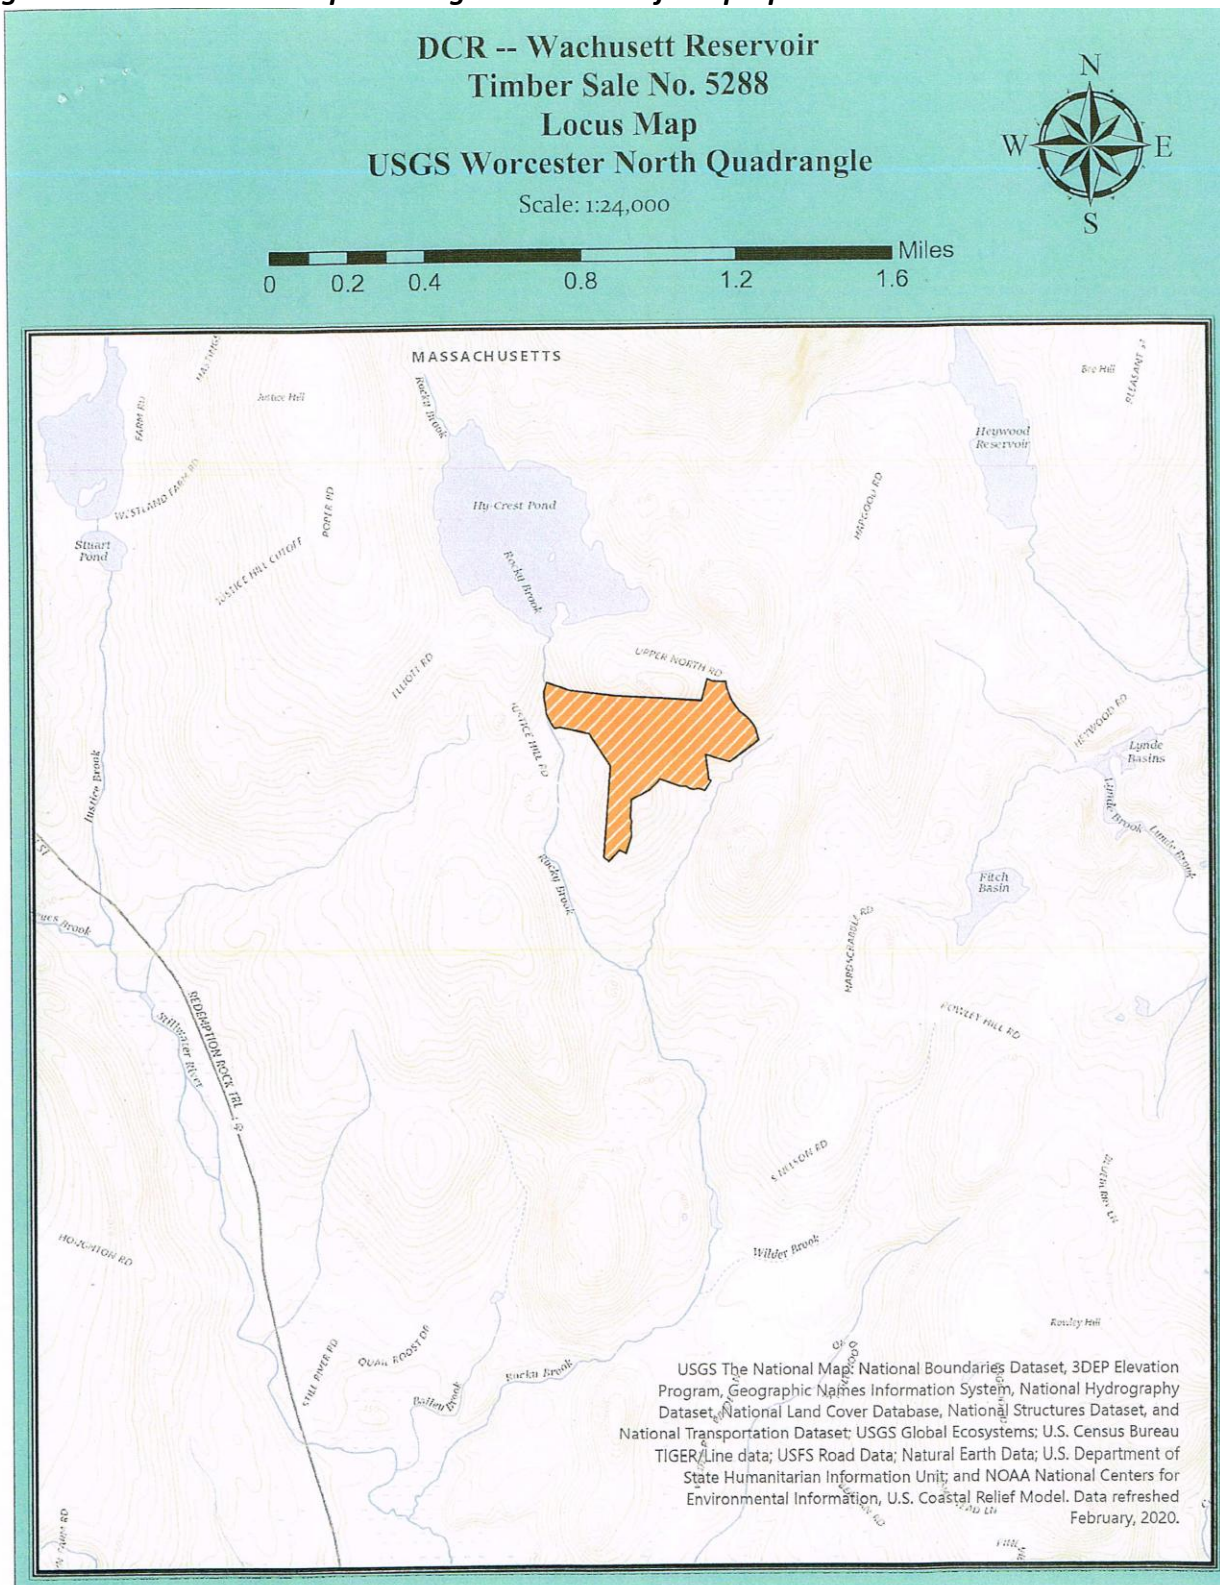 DCR -- Wachusett Reservoir
Timber Sale No. 5288
Locus Map
USGS Worcester North Quadrangle
Scale: 1:24,000
N
W
E
S
Miles
0
0.2
0.4
0.8
1.2
1.6
MASSACHUSETTS
Justice Hill
FARM RD
Rocky Brook
Heywood
Reservoir
PLEASANT
WESTLAND FARM RD
ROPER RD
Hy-Crest Pond
HAPGOOD RD
Stuart
Pond
JUSTICE HILL CUTOFF
Rocky Brook
ELLIOTT RD
UPPER NORTH RD
JUSTICE HILL RD
HEYWOOD RD
Lynde
Basins
Justice Brook
Lynde Brook
Lynde Brook
Rocky Brook
Fitch
Basin
Brook
HARDSCRABBLE RD
REDEMPTION ROCK TRL
Stillwater River
ROWLEY HILL RD
S NELSON RD
HOUGHTON RD
Wilder Brook
Rowley Hill
STILL RIVER RD
QUAIL ROOST DR
Bailey Brook
Rocky Brook
USGS The National Map: National Boundaries Dataset, 3DEP Elevation
Program, Geographic Names Information System, National Hydrography
Dataset, National Land Cover Database, National Structures Dataset, and
National Transportation Dataset; USGS Global Ecosystems; U.S. Census Bureau
TIGER/Line data; USFS Road Data; Natural Earth Data; U.S. Department of
State Humanitarian Information Unit; and NOAA National Centers for
Environmental Information, U.S. Coastal Relief Model. Data refreshed
February, 2020.